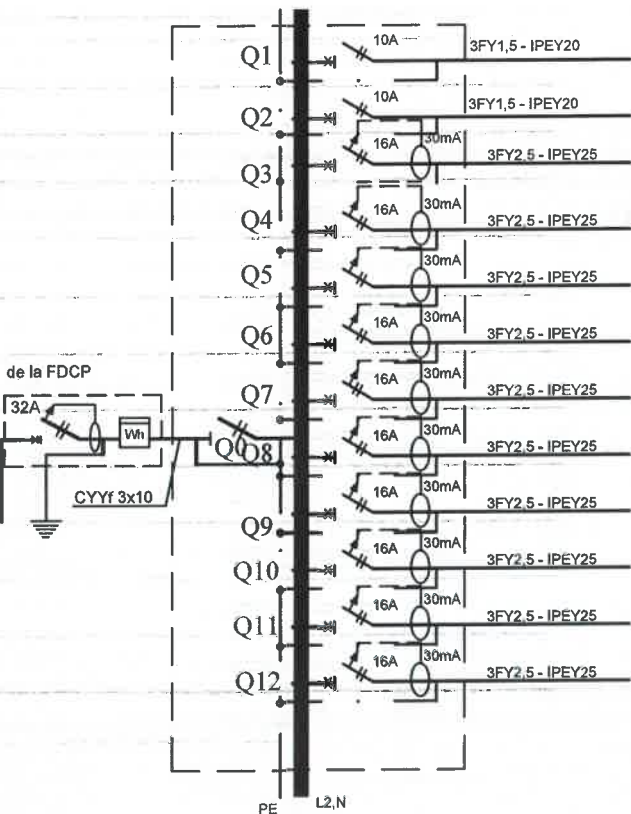 Q1 10A 3FY1,5 - IPEY20
Q2 10A 3FY1,5 - IPEY20
Q3 16A 30mA 3FY2,5 - IPEY25
Q4 16A 30mA 3FY2,5 - IPEY25
Q5 16A 30mA 3FY2,5 - IPEY25
Q6 16A 30mA 3FY2,5 - IPEY25
Q7 16A 30mA 3FY2,5 - IPEY25
de la FDCP
32A
Wh
Q0
CYYf 3x10
Q8 16A 30mA 3FY2,5 - IPEY25
Q9 16A 30mA 3FY2,5 - IPEY25
Q10 16A 30mA 3FY2,5 - IPEY25
Q11 16A 30mA 3FY2,5 - IPEY25
Q12 16A 30mA 3FY2,5 - IPEY25
PE L2,N